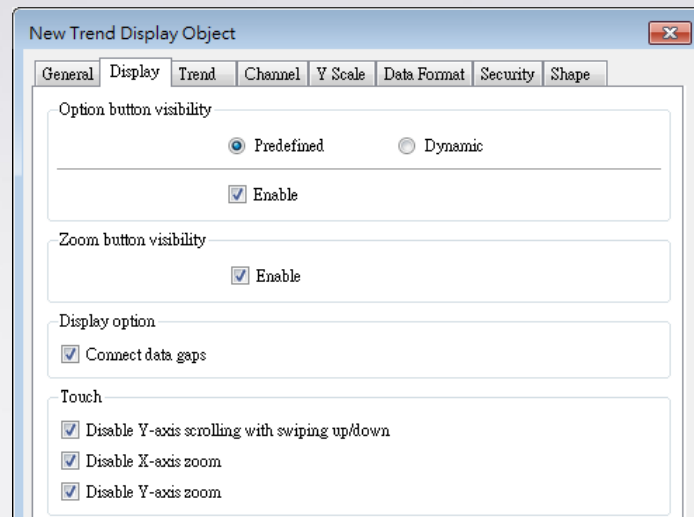 New Trend Display Object
General Display Trend Channel Y Scale Data Format Security Shape
Option button visibility
Predefined Dynamic
Enable
Zoom button visibility
Enable
Display option
Connect data gaps
Touch
Disable Y-axis scrolling with swiping up/down
Disable X-axis zoom
Disable Y-axis zoom